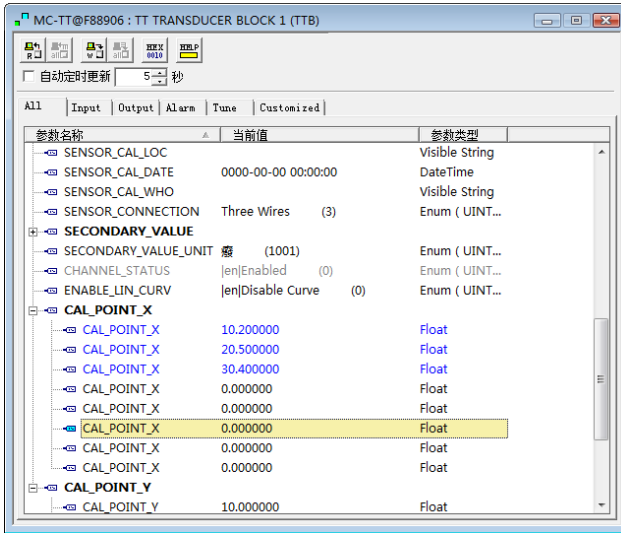 MC-TT@F88906 : TT TRANSDUCER BLOCK 1 (TTB)
R all W all HEX 0010 HELP
自动定时更新 5 秒
All Input Output Alarm Tune Customized
参数名称 当前值 参数类型
SENSOR_CAL_LOC Visible String
SENSOR_CAL_DATE 0000-00-00 00:00:00 DateTime
SENSOR_CAL_WHO Visible String
SENSOR_CONNECTION Three Wires (3) Enum ( UINT...
SECONDARY_VALUE
SECONDARY_VALUE_UNIT 癈 (1001) Enum ( UINT...
CHANNEL_STATUS |en|Enabled (0) Enum ( UINT...
ENABLE_LIN_CURV |en|Disable Curve (0) Enum ( UINT...
CAL_POINT_X
CAL_POINT_X 10.200000 Float
CAL_POINT_X 20.500000 Float
CAL_POINT_X 30.400000 Float
CAL_POINT_X 0.000000 Float
CAL_POINT_X 0.000000 Float
CAL_POINT_X 0.000000 Float
CAL_POINT_X 0.000000 Float
CAL_POINT_X 0.000000 Float
CAL_POINT_Y
CAL_POINT_Y 10.000000 Float